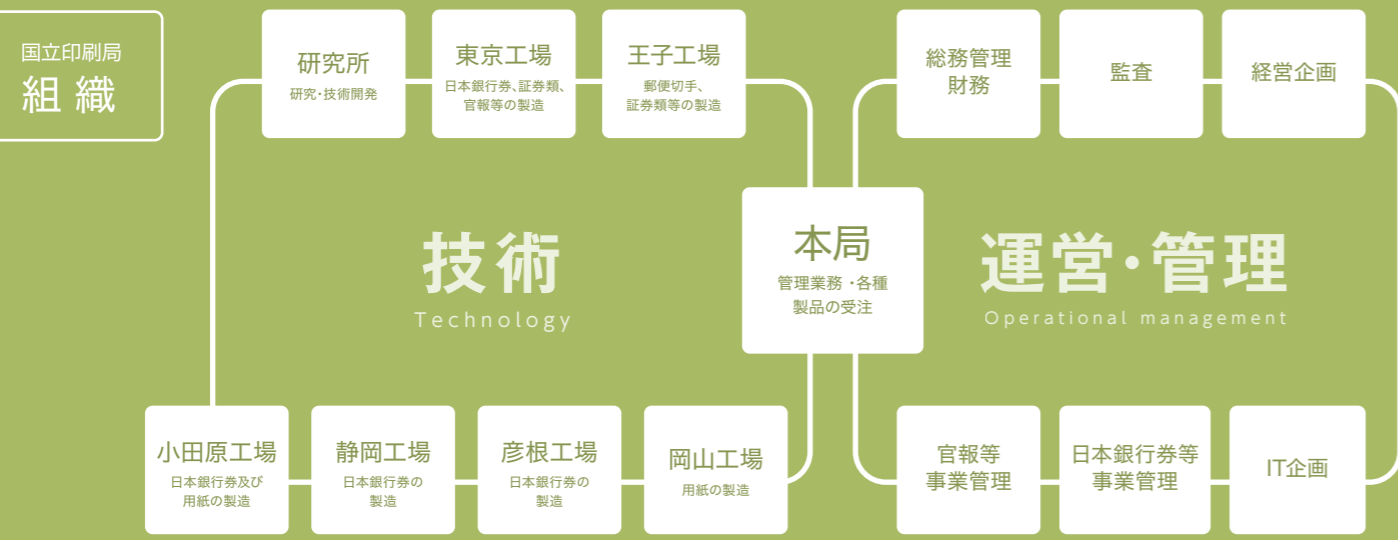 国立印刷局
組織
研究所
研究・技術開発
東京工場
日本銀行券、証券類、
官報等の製造
王子工場
郵便切手、
証券類等の製造
総務管理
財務
監査
経営企画
技術
Technology
本局
管理業務・各種
製品の受注
運営・管理
Operational management
小田原工場
日本銀行券及び
用紙の製造
静岡工場
日本銀行券の
製造
彦根工場
日本銀行券の
製造
岡山工場
用紙の製造
官報等
事業管理
日本銀行券等
事業管理
IT企画